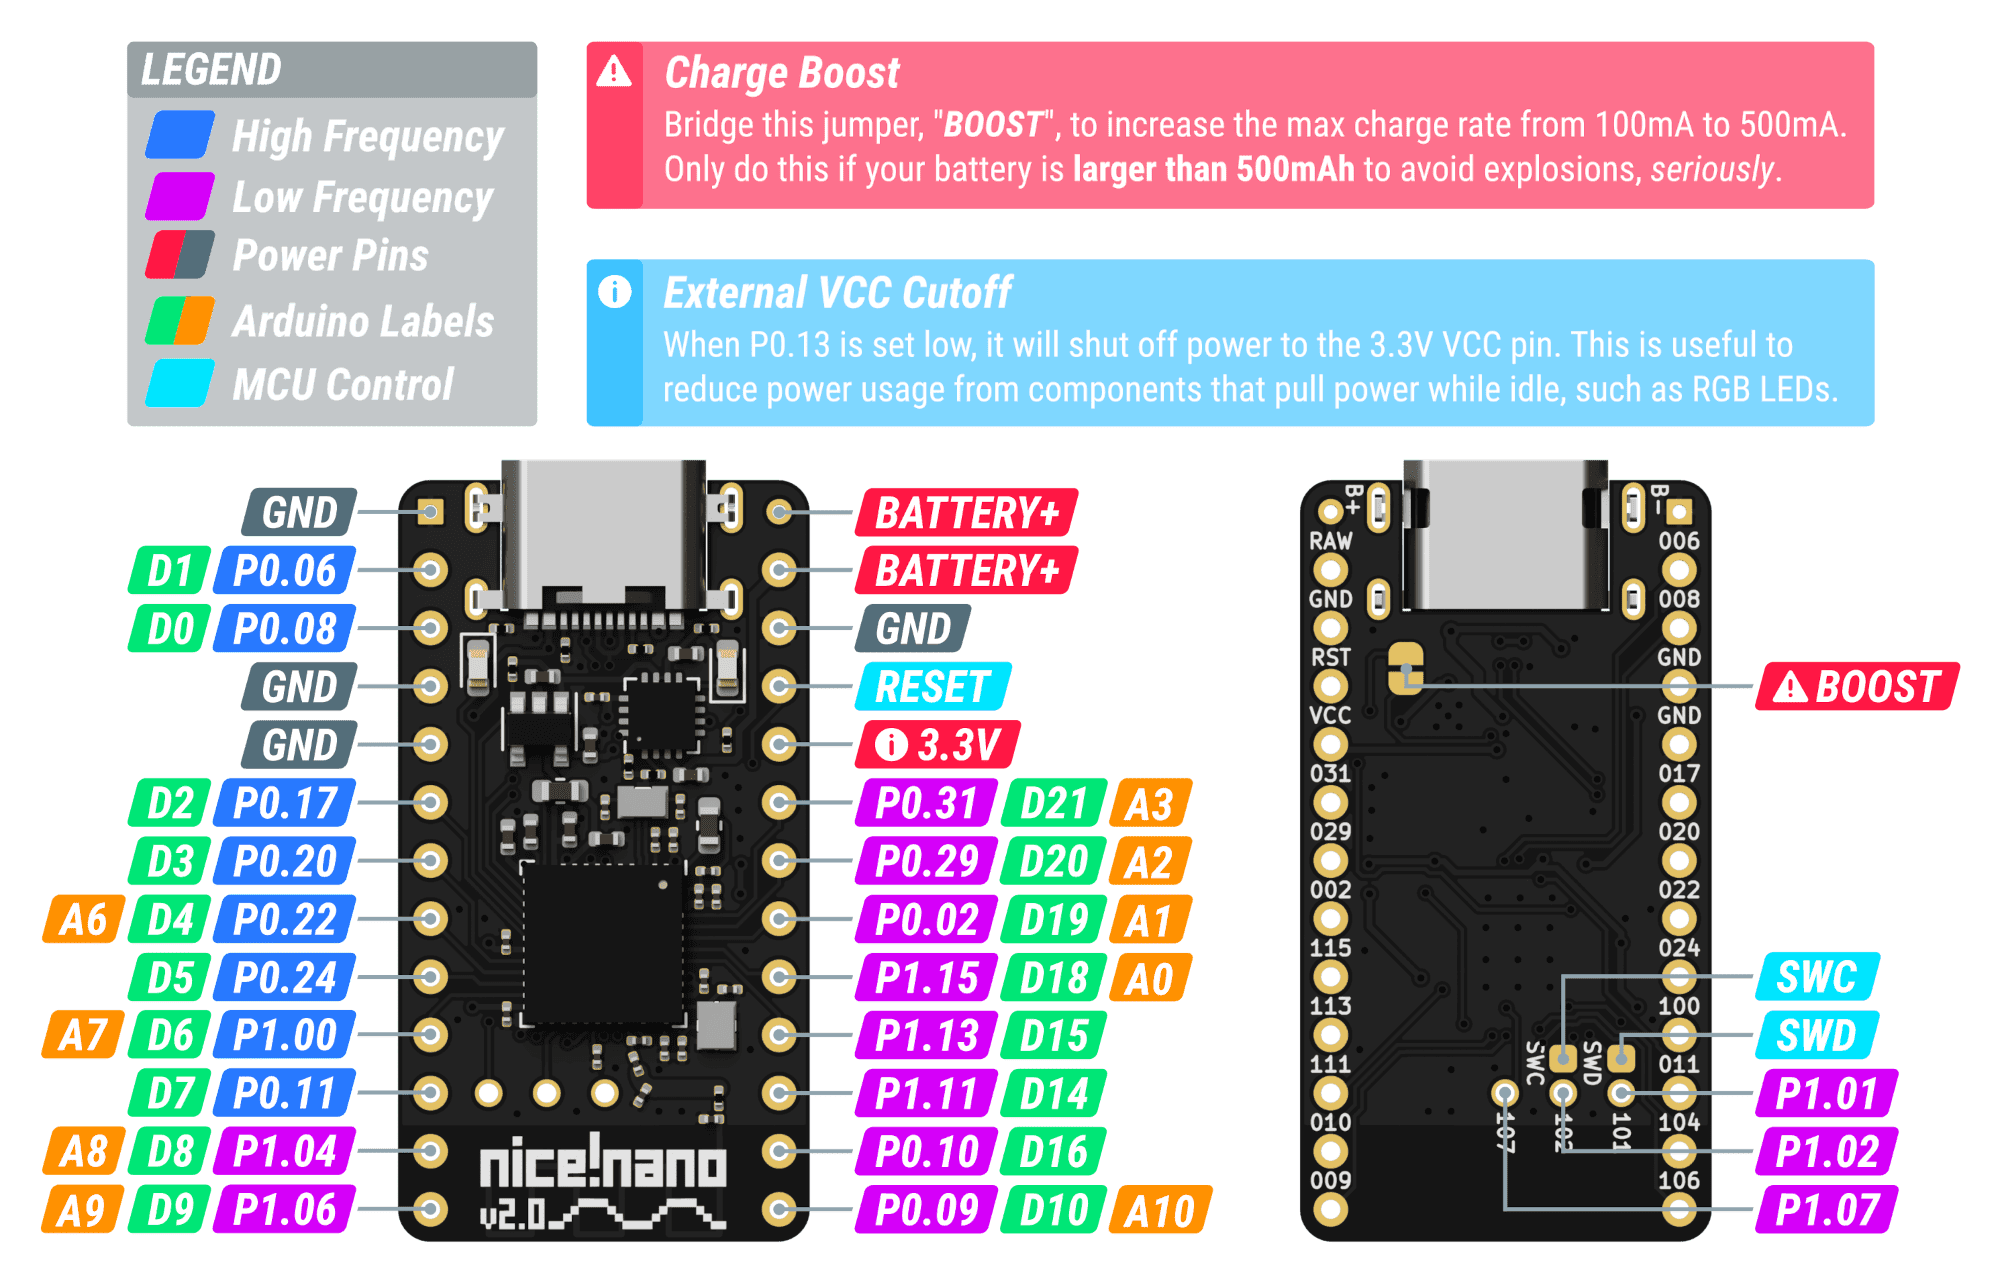 LEGEND
High Frequency
Low Frequency
Power Pins
Arduino Labels
MCU Control
Charge Boost
Bridge this jumper, "BOOST", to increase the max charge rate from 100mA to 500mA.
Only do this if your battery is larger than 500mAh to avoid explosions, seriously.
External VCC Cutoff
When P0.13 is set low, it will shut off power to the 3.3V VCC pin. This is useful to
reduce power usage from components that pull power while idle, such as RGB LEDs.
GND
D1 P0.06
D0 P0.08
GND
GND
D2 P0.17
D3 P0.20
A6 D4 P0.22
D5 P0.24
A7 D6 P1.00
D7 P0.11
A8 D8 P1.04
A9 D9 P1.06
nice!nano
v2.0
BATTERY+
BATTERY+
GND
RESET
3.3V
P0.31 D21 A3
P0.29 D20 A2
P0.02 D19 A1
P1.15 D18 A0
P1.13 D15
P1.11 D14
P0.10 D16
P0.09 D10 A10
B+
RAW
GND
RST
VCC
031
029
002
115
113
111
010
009
B-
006
008
GND
GND
017
020
022
024
100
011
104
106
SWC
SWD
107
102
101
BOOST
SWC
SWD
P1.01
P1.02
P1.07